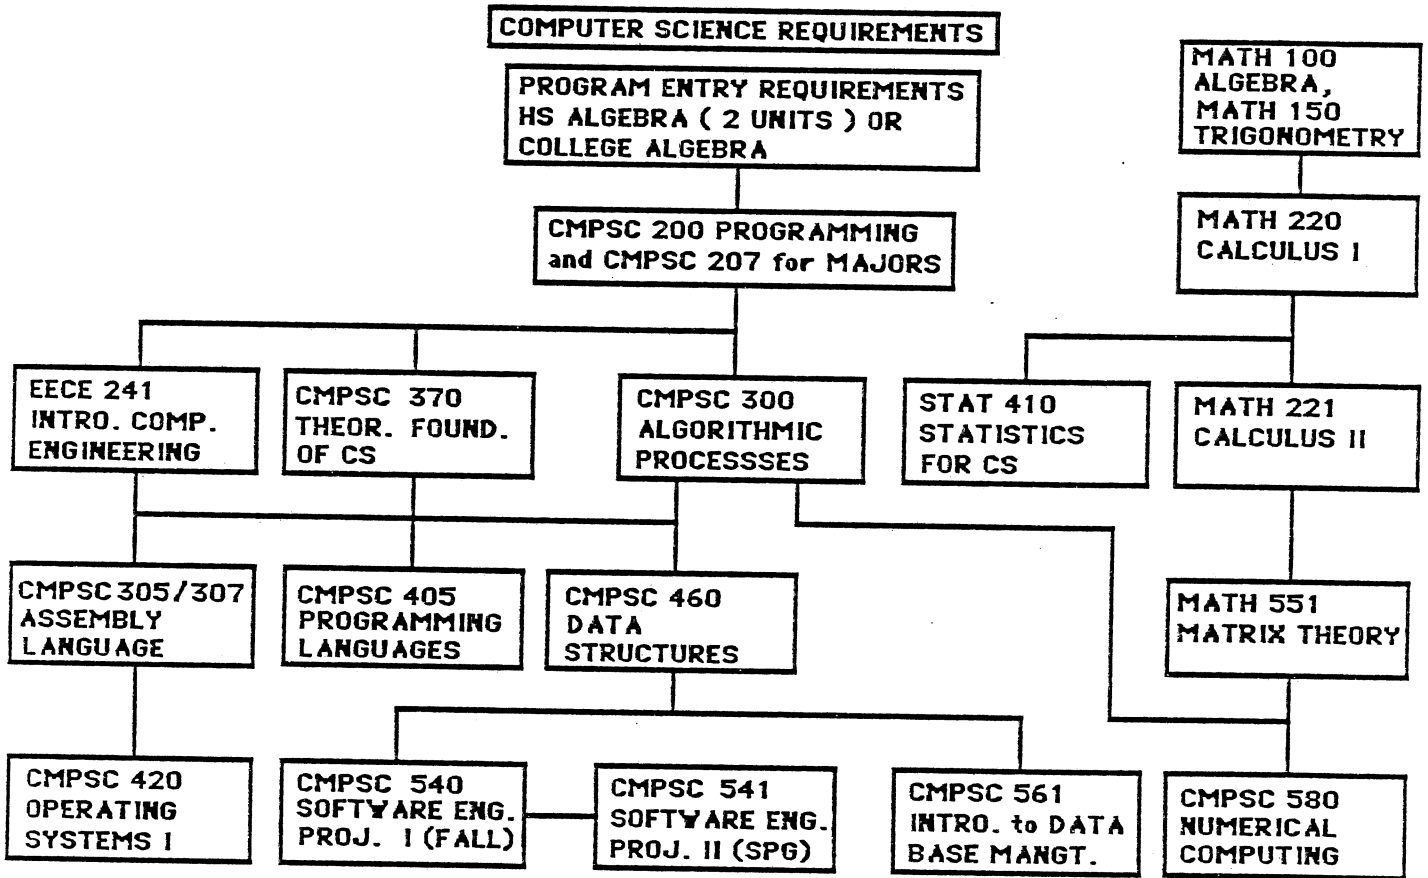 COMPUTER SCIENCE REQUIREMENTS
PROGRAM ENTRY REQUIREMENTS
HS ALGEBRA ( 2 UNITS ) OR
COLLEGE ALGEBRA
MATH 100
ALGEBRA,
MATH 150
TRIGONOMETRY
CMPSC 200 PROGRAMMING
and CMPSC 207 for MAJORS
MATH 220
CALCULUS I
EECE 241
INTRO. COMP.
ENGINEERING
CMPSC 370
THEOR. FOUND.
OF CS
CMPSC 300
ALGORITHMIC
PROCESSSES
STAT 410
STATISTICS
FOR CS
MATH 221
CALCULUS II
CMPSC 305/307
ASSEMBLY
LANGUAGE
CMPSC 405
PROGRAMMING
LANGUAGES
CMPSC 460
DATA
STRUCTURES
MATH 551
MATRIX THEORY
CMPSC 420
OPERATING
SYSTEMS I
CMPSC 540
SOFTWARE ENG.
PROJ. I (FALL)
CMPSC 541
SOFTWARE ENG.
PROJ. II (SPG)
CMPSC 561
INTRO. to DATA
BASE MANGT.
CMPSC 580
NUMERICAL
COMPUTING